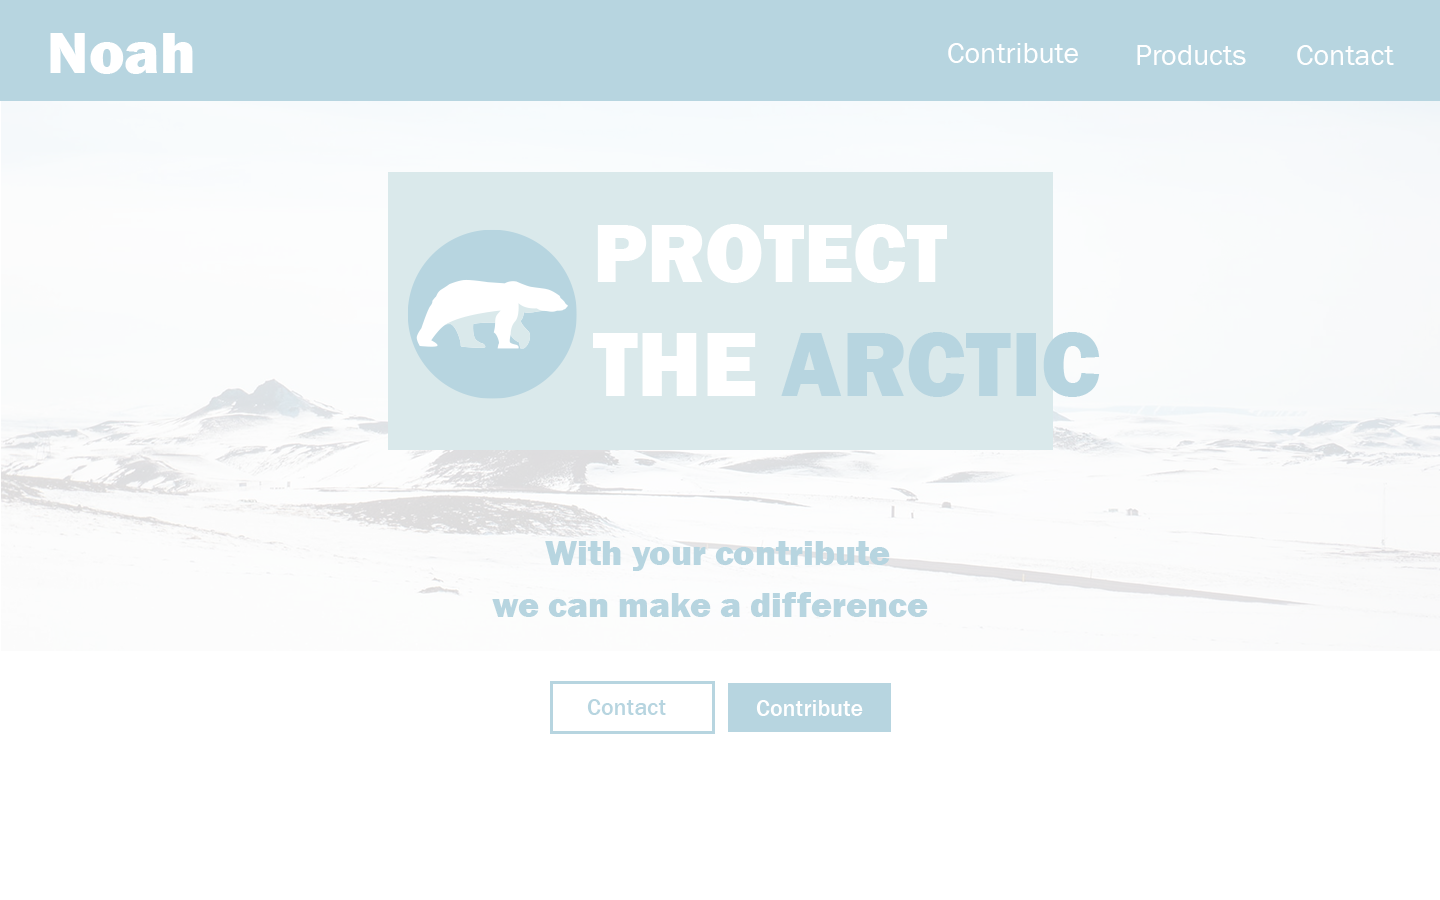 Noah
Contribute Products Contact
PROTECT
THE ARCTIC
With your contribute
we can make a difference
Contact Contribute